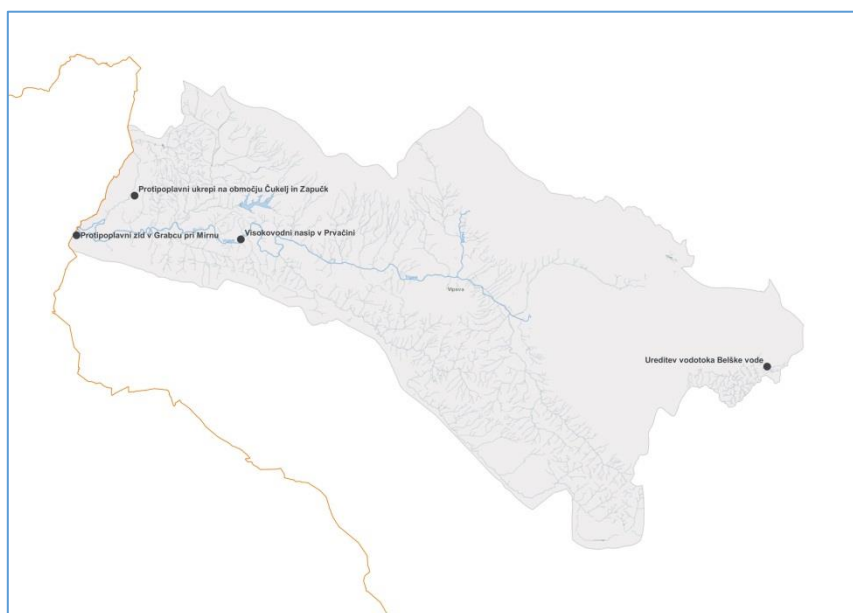 Protipoplavni ukrepi na območju Čukelj in Zapučk
Protipoplavni zid v Grabcu pri Mirnu
Visokovodni nasip v Prvačini
Vipava
Ureditev vodotoka Belške vode